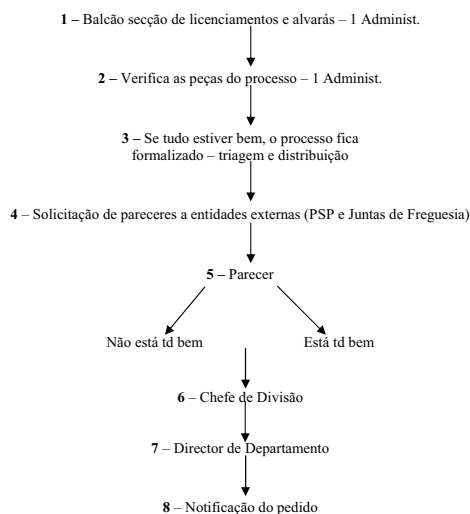 1 – Balcão secção de licenciamentos e alvarás – 1 Administ.
2 – Verifica as peças do processo – 1 Administ.
3 – Se tudo estiver bem, o processo fica
formalizado – triagem e distribuição
4 – Solicitação de pareceres a entidades externas (PSP e Juntas de Freguesia)
5 – Parecer
Não está td bem
Está td bem
6 – Chefe de Divisão
7 – Director de Departamento
8 – Notificação do pedido